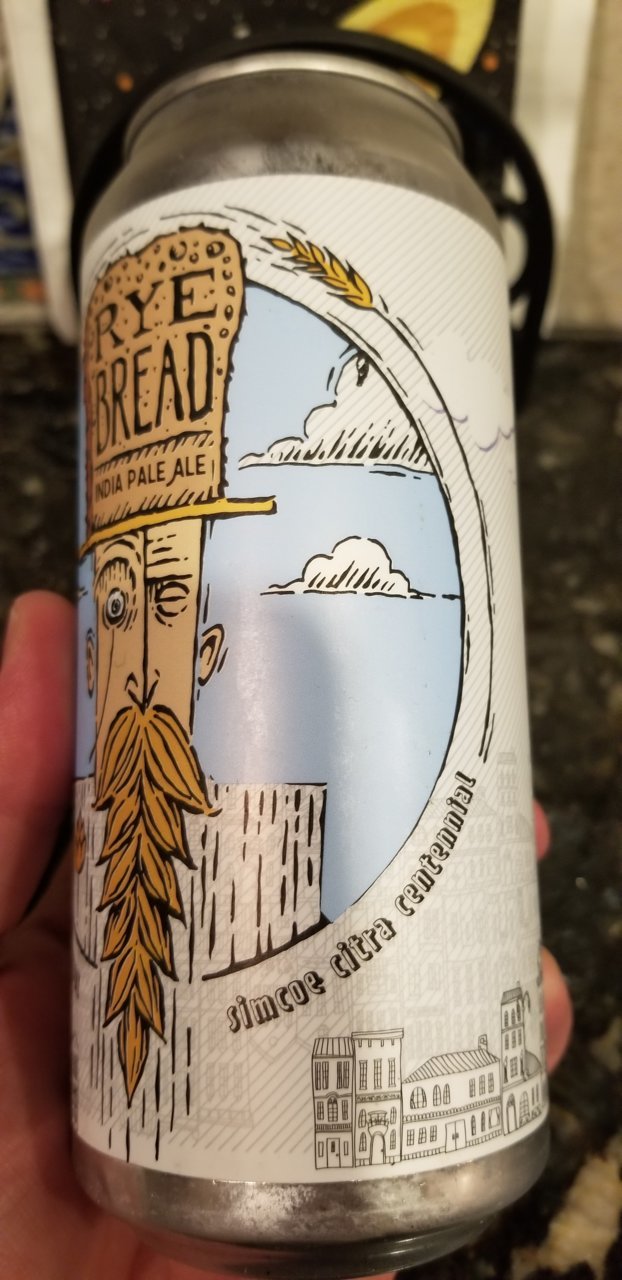 RYE
BREAD
INDIA PALE ALE
simcoe citra centennial